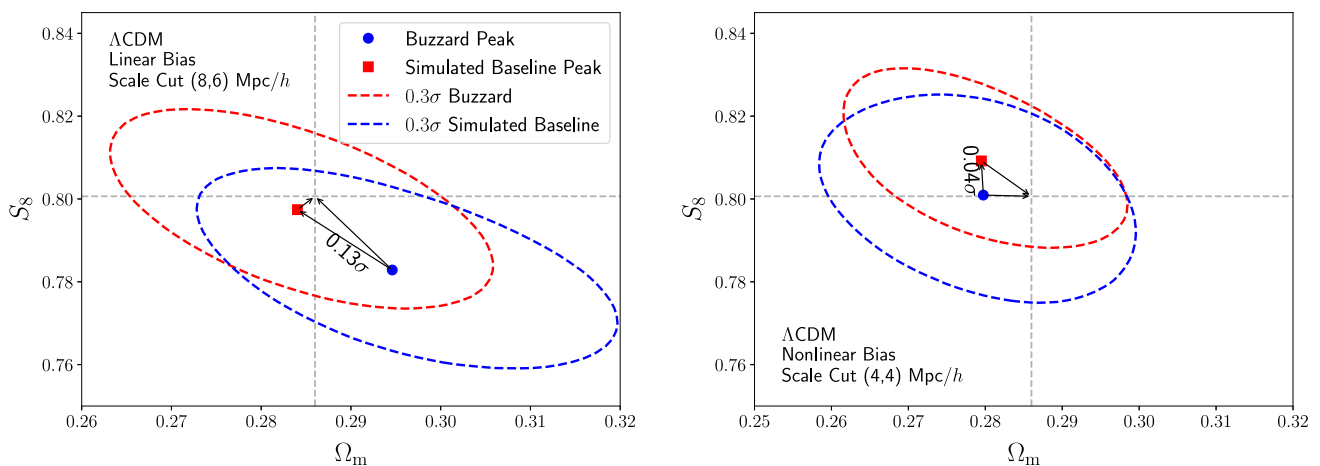 0.84
0.82
0.80
0.78
0.76
S₈
ΛCDM
Linear Bias
Scale Cut (8,6) Mpc/h
Buzzard Peak
Simulated Baseline Peak
0.3σ Buzzard
0.3σ Simulated Baseline
0.13σ
0.26 0.27 0.28 0.29 0.30 0.31 0.32
Ωₘ
0.84
0.82
0.80
0.78
0.76
S₈
0.04σ
ΛCDM
Nonlinear Bias
Scale Cut (4,4) Mpc/h
0.25 0.26 0.27 0.28 0.29 0.30 0.31 0.32
Ωₘ